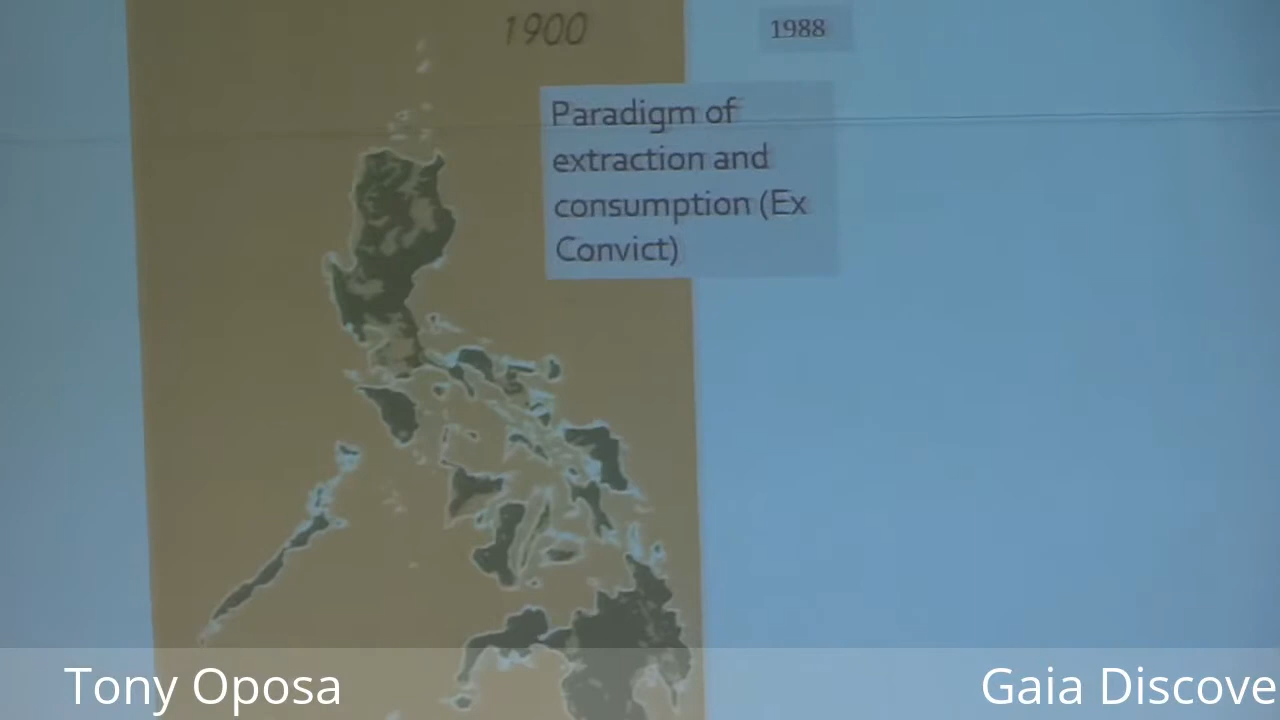 1900
1988
Paradigm of
extraction and
consumption (Ex
Convict)
Tony Oposa
Gaia Discove